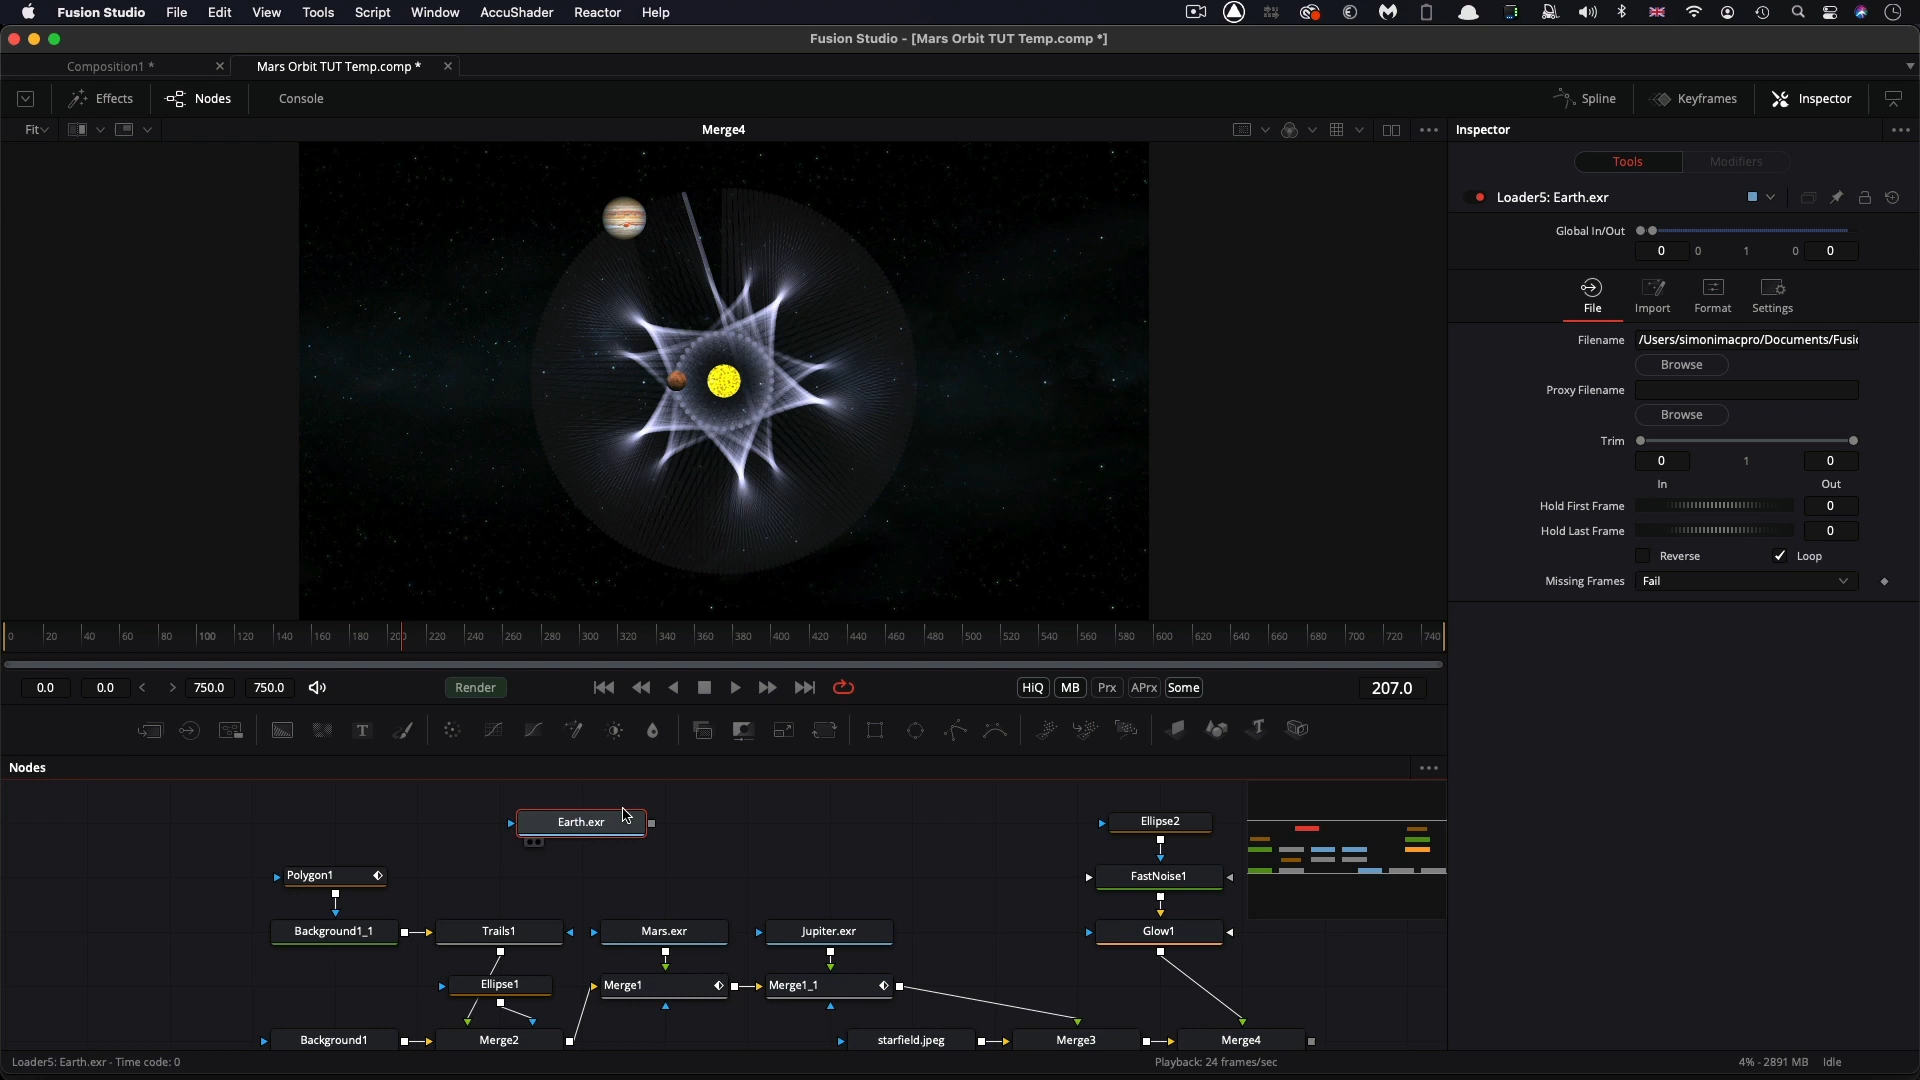 Fusion Studio File Edit View Tools Script Window AccuShader Reactor Help
Fusion Studio - [Mars Orbit TUT Temp.comp *]
Composition1 * Mars Orbit TUT Temp.comp *
Effects Nodes Console Spline Keyframes Inspector
Fit Merge4 Inspector
Tools Modifiers
Loader5: Earth.exr
Global In/Out
0 0 1 0 0
File Import Format Settings
Filename /Users/simonimacpro/Documents/Fusic
Browse
Proxy Filename
Browse
Trim
0 1 0
In Out
Hold First Frame 0
Hold Last Frame 0
Reverse Loop
Missing Frames Fail
0 20 40 60 80 100 120 140 160 180 200 220 240 260 280 300 320 340 360 380 400 420 440 460 480 500 520 540 560 580 600 620 640 660 680 700 720 740
0.0 0.0 750.0 750.0 Render HiQ MB Prx APrx Some 207.0
Nodes
Earth.exr Ellipse2
Polygon1 FastNoise1
Background1_1 Trails1 Mars.exr Jupiter.exr Glow1
Ellipse1 Merge1 Merge1_1
Background1 Merge2 starfield.jpeg Merge3 Merge4
Loader5: Earth.exr - Time code: 0 Playback: 24 frames/sec 4% - 2891 MB Idle